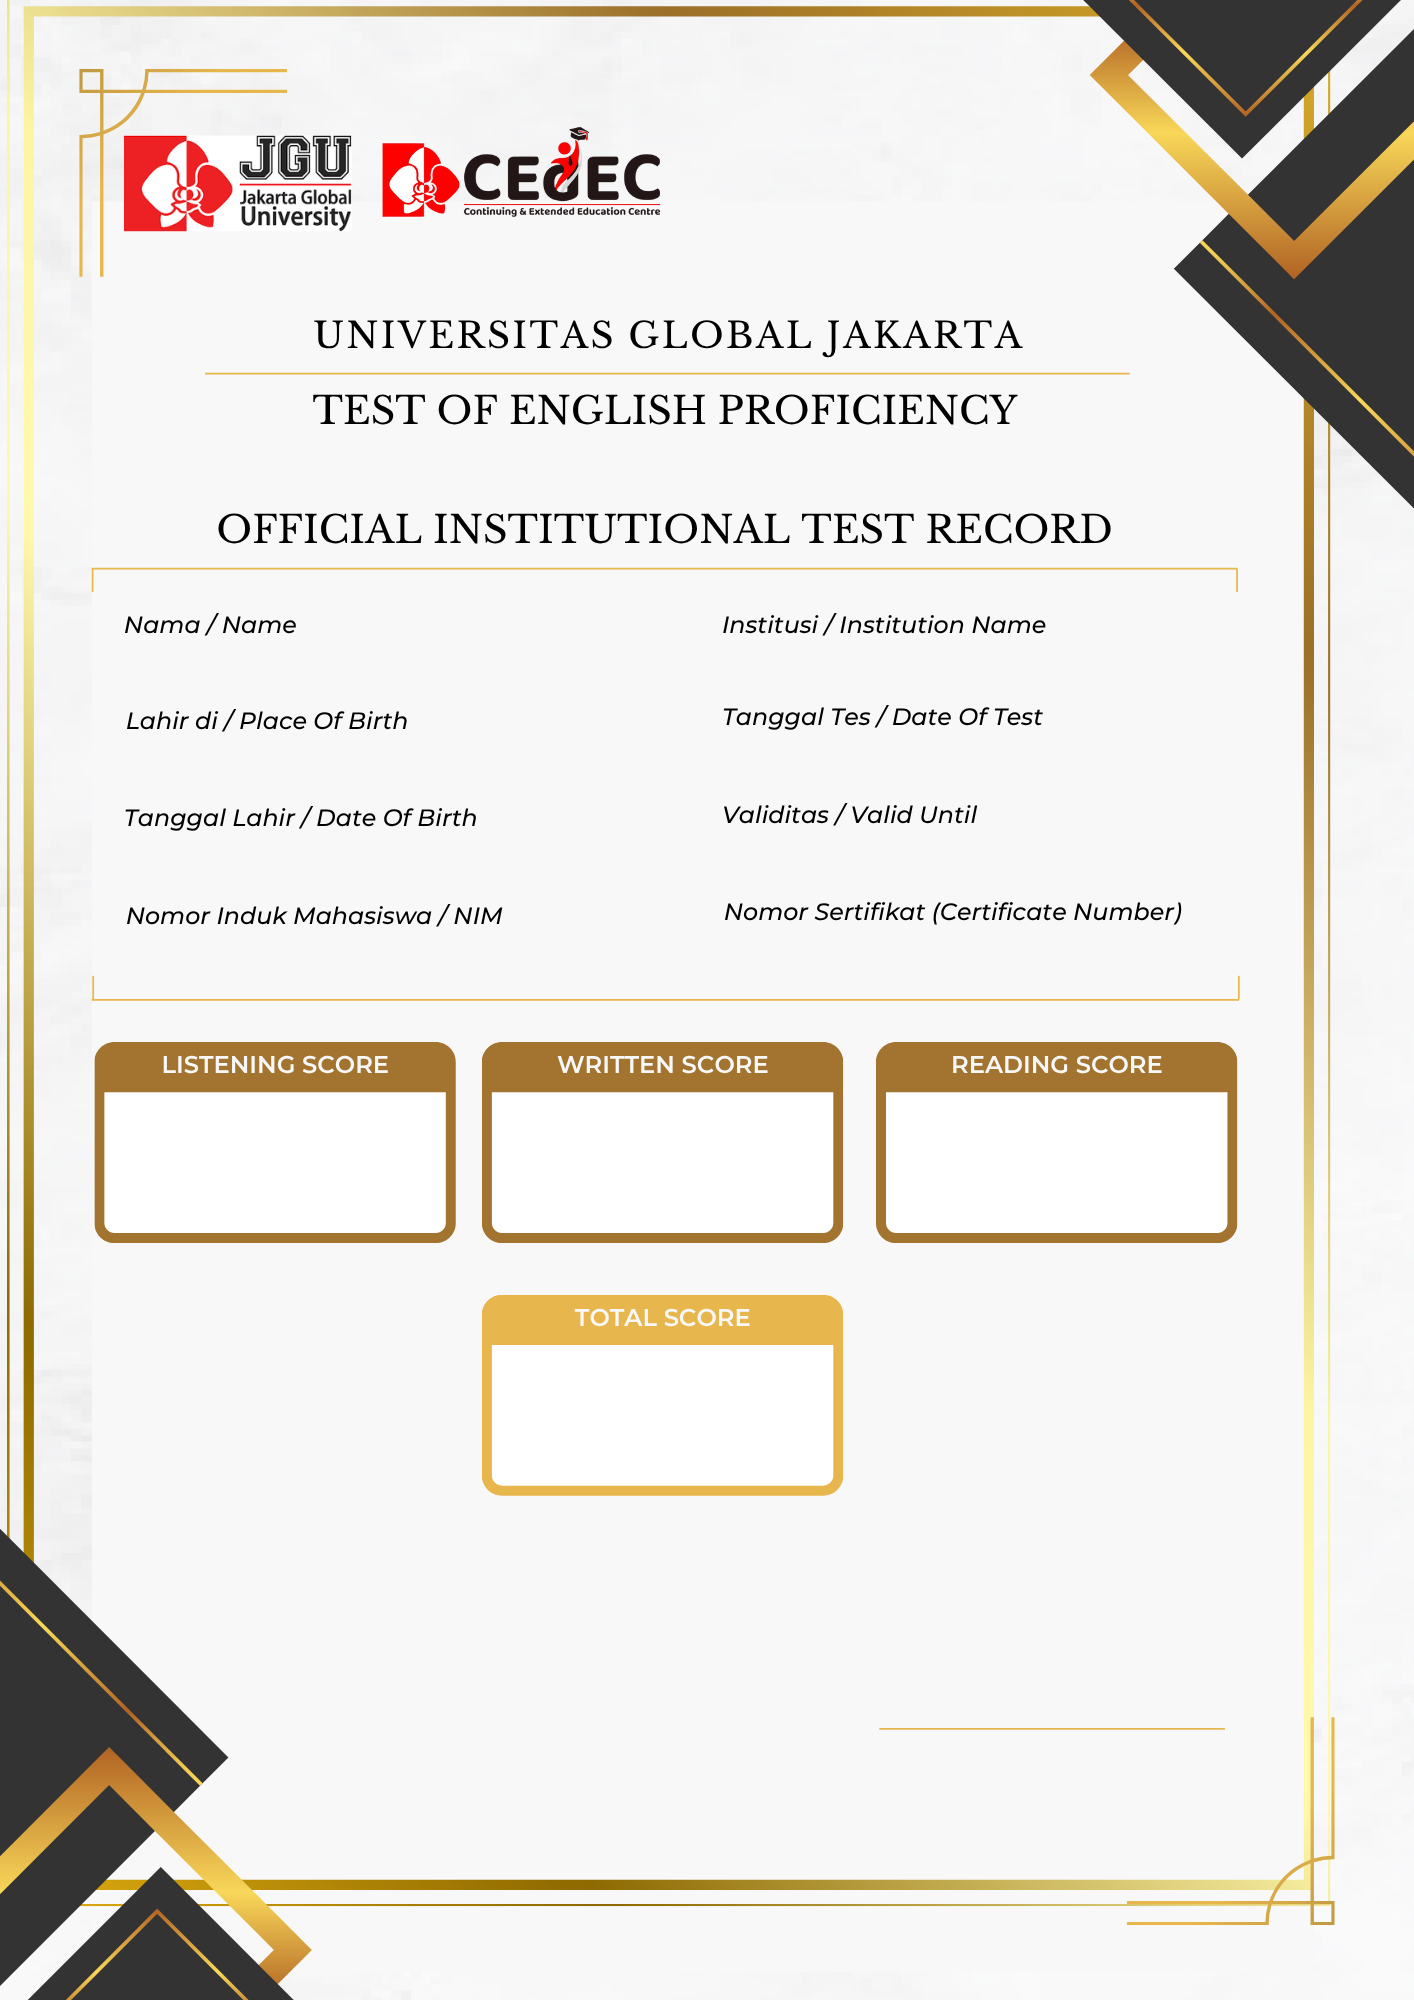 JGU
Jakarta Global
University
CEdEC
Continuing & Extended Education Centre
UNIVERSITAS GLOBAL JAKARTA
TEST OF ENGLISH PROFICIENCY
OFFICIAL INSTITUTIONAL TEST RECORD
Nama / Name
Institusi / Institution Name
Lahir di / Place Of Birth
Tanggal Tes / Date Of Test
Tanggal Lahir / Date Of Birth
Validitas / Valid Until
Nomor Induk Mahasiswa / NIM
Nomor Sertifikat (Certificate Number)
LISTENING SCORE
WRITTEN SCORE
READING SCORE
TOTAL SCORE